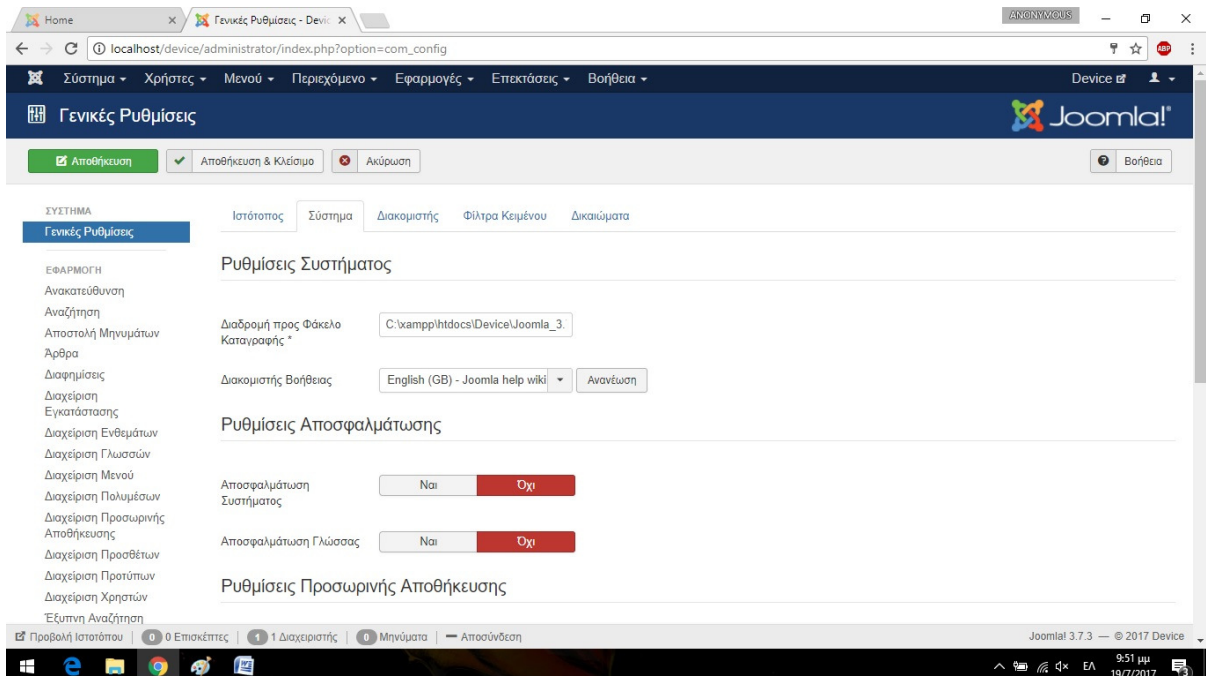 Home
Γενικές Ρυθμίσεις - Devic
ANONYMOUS
localhost/device/administrator/index.php?option=com_config
ABP
Σύστημα Χρήστες Μενού Περιεχόμενο Εφαρμογές Επεκτάσεις Βοήθεια Device
Γενικές Ρυθμίσεις
Joomla!®
Αποθήκευση Αποθήκευση & Κλείσιμο Ακύρωση Βοήθεια
ΣΥΣΤΗΜΑ
Γενικές Ρυθμίσεις
ΕΦΑΡΜΟΓΗ
Ανακατεύθυνση
Αναζήτηση
Αποστολή Μηνυμάτων
Άρθρα
Διαφημίσεις
Διαχείριση
Εγκατάστασης
Διαχείριση Ενθεμάτων
Διαχείριση Γλωσσών
Διαχείριση Μενού
Διαχείριση Πολυμέσων
Διαχείριση Προσωρινής
Αποθήκευσης
Διαχείριση Προσθέτων
Διαχείριση Προτύπων
Διαχείριση Χρηστών
Έξυπνη Αναζήτηση
Ιστότοπος Σύστημα Διακομιστής Φίλτρα Κειμένου Δικαιώματα
Ρυθμίσεις Συστήματος
Διαδρομή προς Φάκελο
Καταγραφής *
C:\xampp\htdocs\Device\Joomla_3.
Διακομιστής Βοήθειας English (GB) - Joomla help wiki Ανανέωση
Ρυθμίσεις Αποσφαλμάτωσης
Αποσφαλμάτωση
Συστήματος
Ναι Όχι
Αποσφαλμάτωση Γλώσσας Ναι Όχι
Ρυθμίσεις Προσωρινής Αποθήκευσης
Προβολή Ιστοτόπου 0 0 Επισκέπτες 1 1 Διαχειριστής 0 Μηνύματα Αποσύνδεση Joomla! 3.7.3 — © 2017 Device
ΕΛ
9:51 μμ
19/7/2017
3